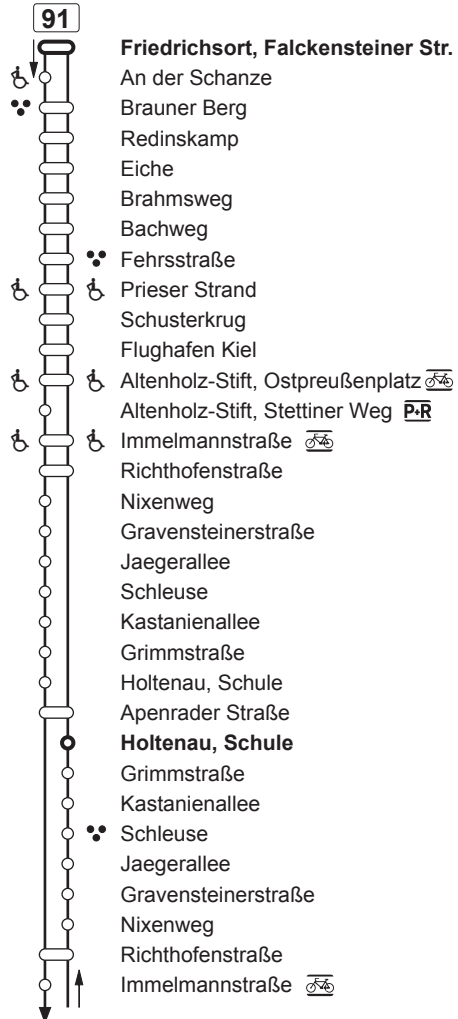 91
Friedrichsort, Falckensteiner Str.
An der Schanze
Brauner Berg
Redinskamp
Eiche
Brahmsweg
Bachweg
Fehrsstraße
Prieser Strand
Schusterkrug
Flughafen Kiel
Altenholz-Stift, Ostpreußenplatz
Altenholz-Stift, Stettiner Weg P+R
Immelmannstraße
Richthofenstraße
Nixenweg
Gravensteinerstraße
Jaegerallee
Schleuse
Kastanienallee
Grimmstraße
Holtenau, Schule
Apenrader Straße
Holtenau, Schule
Grimmstraße
Kastanienallee
Schleuse
Jaegerallee
Gravensteinerstraße
Nixenweg
Richthofenstraße
Immelmannstraße